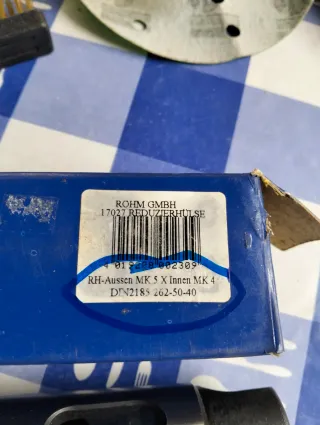 ROHM GMBH
17027 REDUZIERHÜLSE
RH-Aussen MK 5 X Innen MK 4
DIN2185 262-50-40